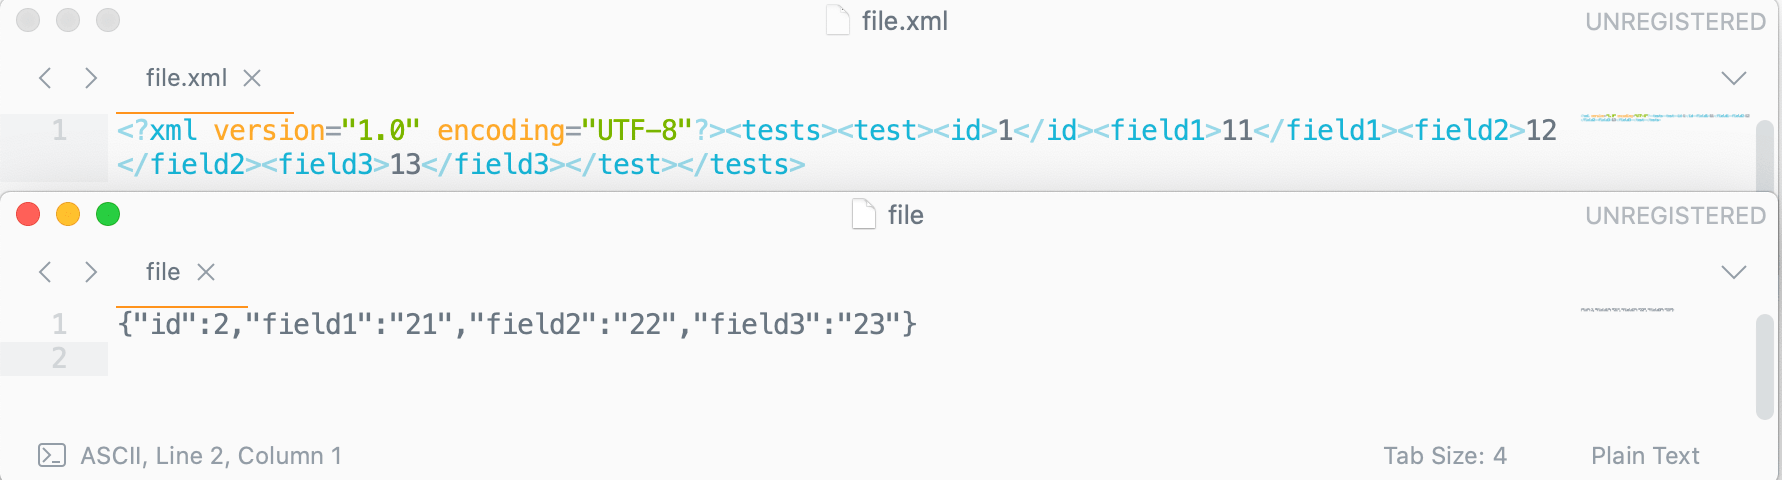 file.xml
UNREGISTERED
file.xml
1 <?xml version="1.0" encoding="UTF-8"?><tests><test><id>1</id><field1>11</field1><field2>12
</field2><field3>13</field3></test></tests>
file
UNREGISTERED
file
1 {"id":2,"field1":"21","field2":"22","field3":"23"}
2
ASCII, Line 2, Column 1
Tab Size: 4
Plain Text